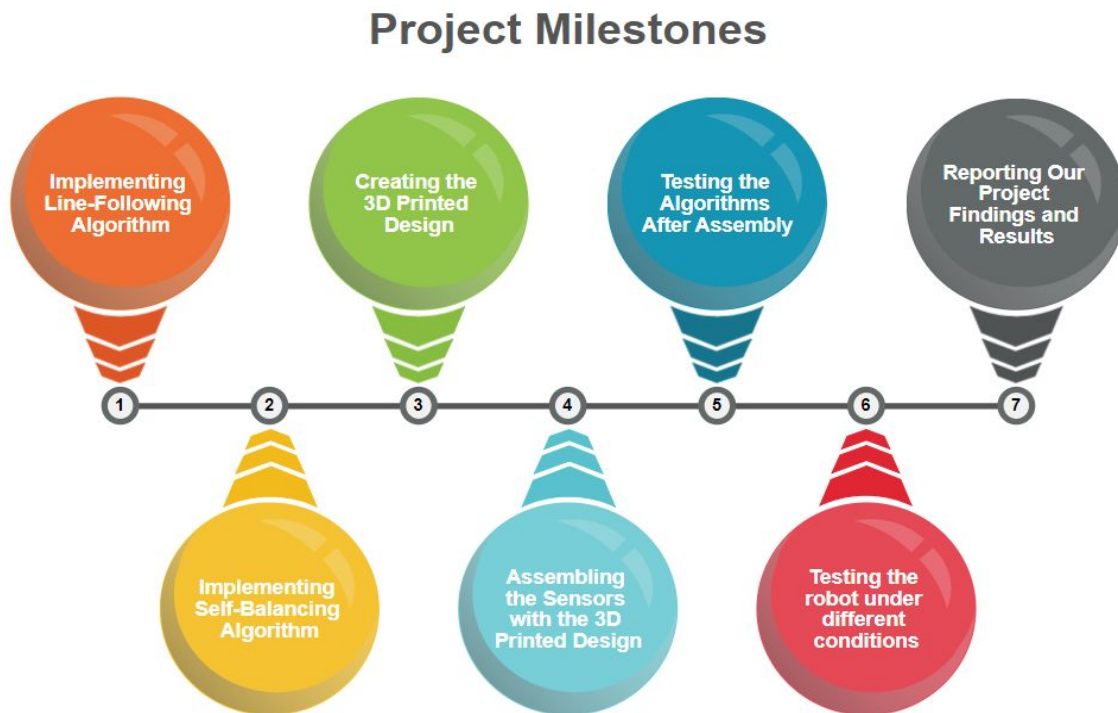 Project Milestones
Implementing
Line-Following
Algorithm
Creating the
3D Printed
Design
Testing the
Algorithms
After Assembly
Reporting Our
Project
Findings and
Results
1
2
3
4
5
6
7
Implementing
Self-Balancing
Algorithm
Assembling
the Sensors
with the 3D
Printed Design
Testing the
robot under
different
conditions